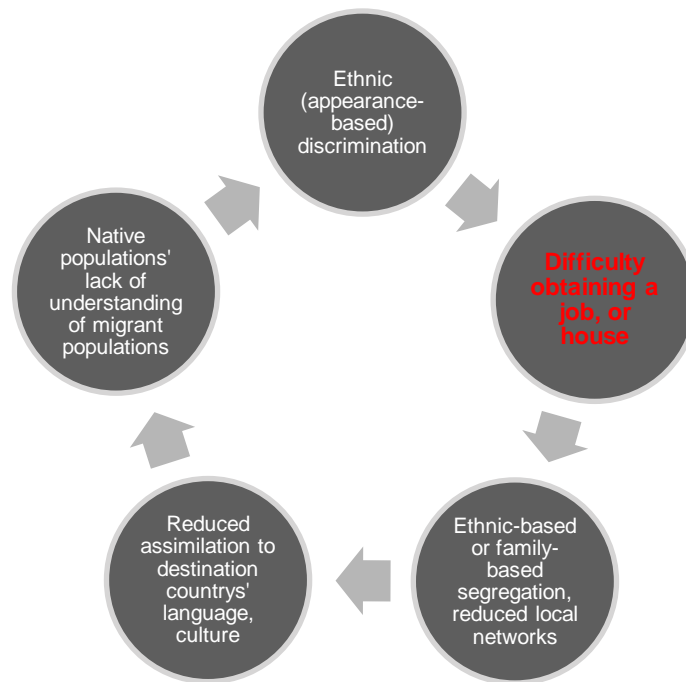 Ethnic
(appearance-
based)
discrimination
Difficulty
obtaining a
job, or
house
Ethnic-based
or family-
based
segregation,
reduced local
networks
Reduced
assimilation to
destination
countrys'
language,
culture
Native
populations'
lack of
understanding
of migrant
populations